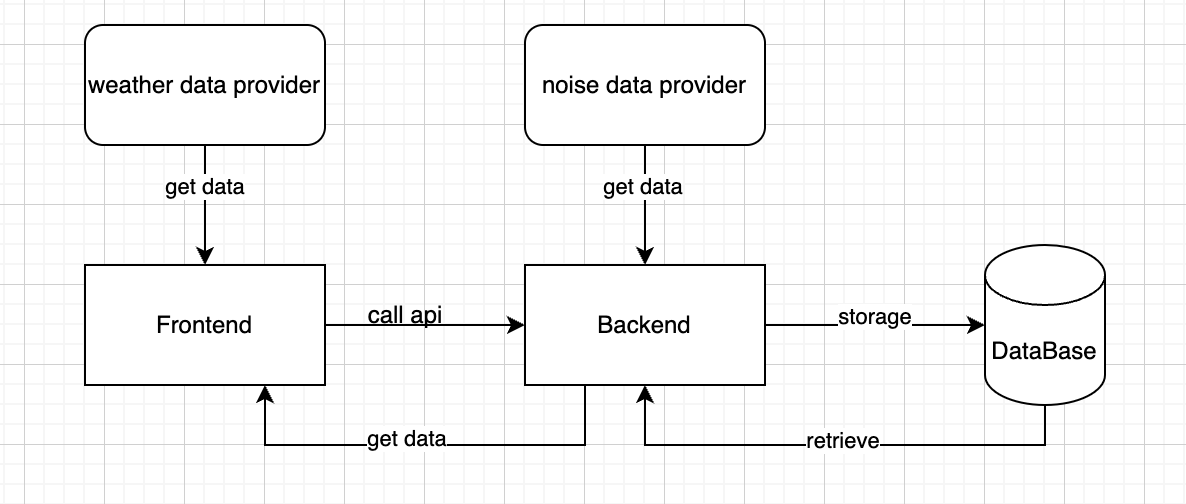 weather data provider
noise data provider
get data
get data
Frontend
call api
Backend
storage
DataBase
get data
retrieve